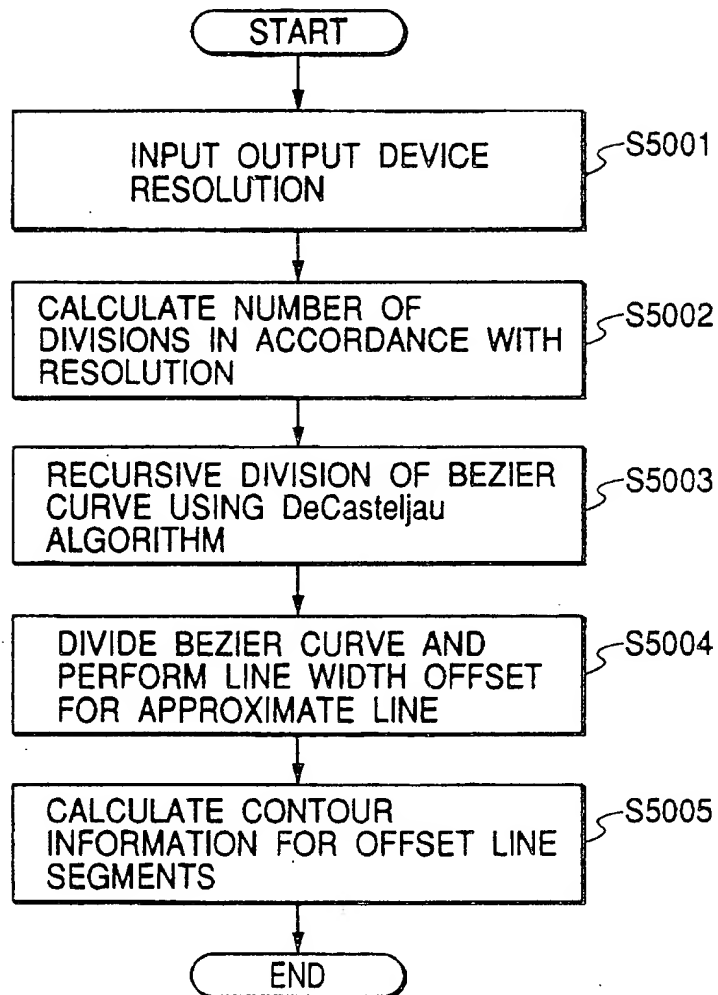 START
INPUT OUTPUT DEVICE
RESOLUTION
S5001
CALCULATE NUMBER OF
DIVISIONS IN ACCORDANCE WITH
RESOLUTION
S5002
RECURSIVE DIVISION OF BEZIER
CURVE USING DeCasteljau
ALGORITHM
S5003
DIVIDE BEZIER CURVE AND
PERFORM LINE WIDTH OFFSET
FOR APPROXIMATE LINE
S5004
CALCULATE CONTOUR
INFORMATION FOR OFFSET LINE
SEGMENTS
S5005
END